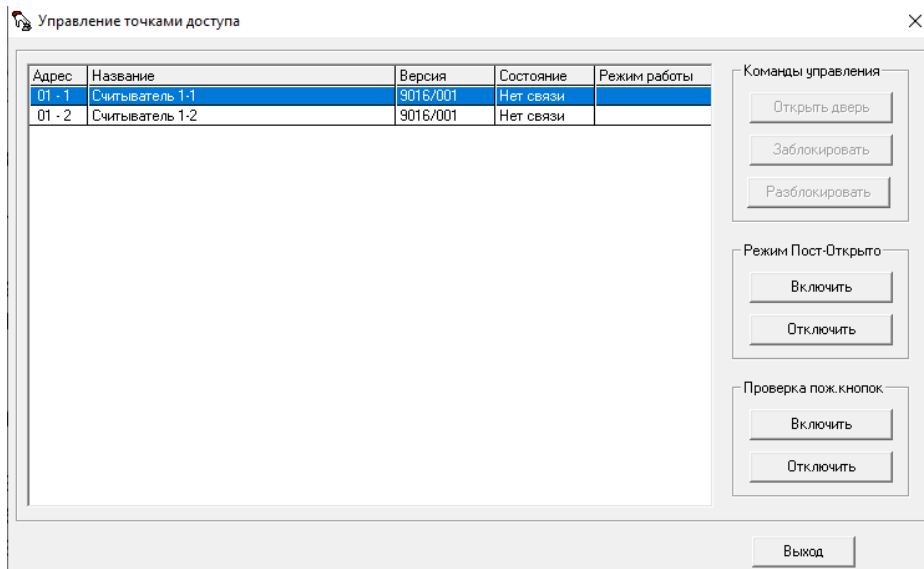 Управление точками доступа
Адрес Название Версия Состояние Режим работы
01 - 1 Считыватель 1-1 9016/001 Нет связи
01 - 2 Считыватель 1-2 9016/001 Нет связи
Команды управления
Открыть дверь
Заблокировать
Разблокировать
Режим Пост-Открыто
Включить
Отключить
Проверка пож.кнопок
Включить
Отключить
Выход